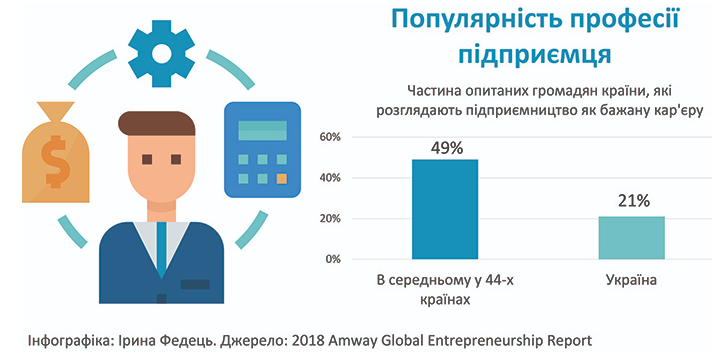 Популярність професії
підприємця
Частина опитаних громадян країни, які
розглядають підприємництво як бажану кар'єру
60%
40%
20%
0%
49%
21%
В середньому у 44-х
країнах
Україна
$
Інфографіка: Ірина Федець. Джерело: 2018 Amway Global Entrepreneurship Report